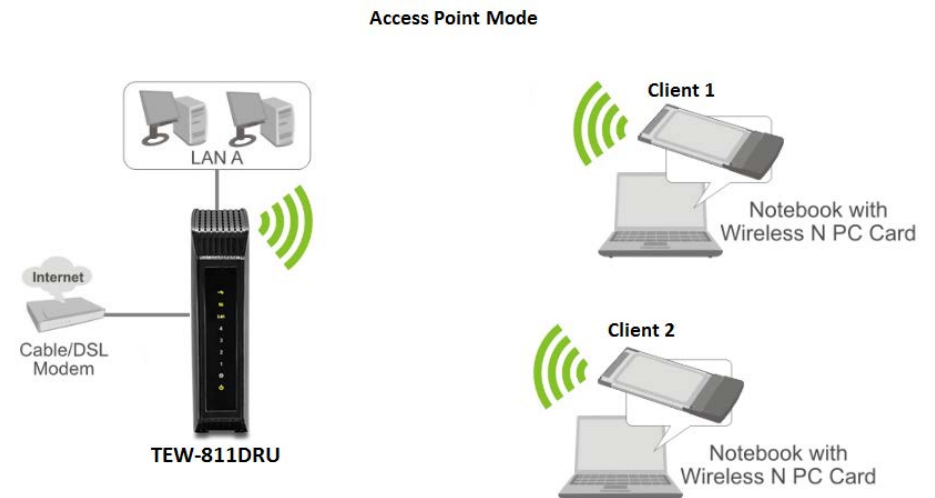 Access Point Mode
LAN A
Internet
Cable/DSL
Modem
TEW-811DRU
Client 1
Notebook with
Wireless N PC Card
Client 2
Notebook with
Wireless N PC Card